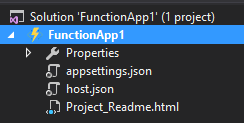 Solution 'FunctionApp1' (1 project)
FunctionApp1
Properties
appsettings.json
host.json
Project_Readme.html